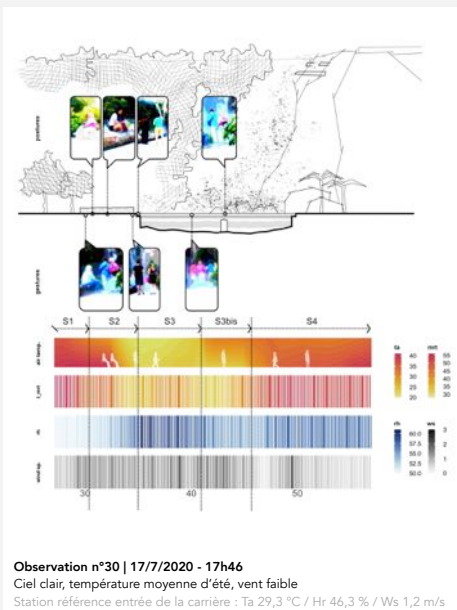 postures
gestures
S1 S2 S3 S3bis S4
air temp.
t_mrt
rh
wind sp.
ta mrt
40 55
35 50
30 45
25 40
20 35
30
rh ws
60.0 3
57.5 2
55.0
52.5 1
50.0 0
30 40 50
Observation n°30 | 17/7/2020 - 17h46
Ciel clair, température moyenne d'été, vent faible
Station référence entrée de la carrière : Ta 29,3 °C / Hr 46,3 % / Ws 1,2 m/s